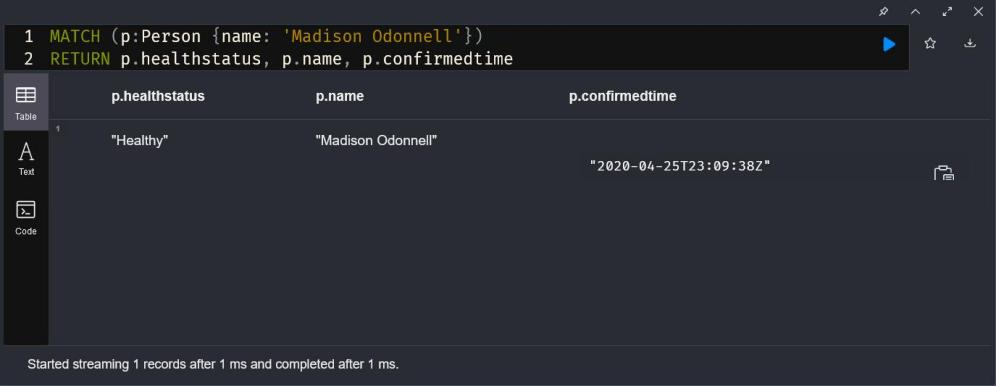 1 MATCH (p:Person {name: 'Madison Odonnell'})
2 RETURN p.healthstatus, p.name, p.confirmedtime
Table
p.healthstatus p.name p.confirmedtime
1 "Healthy" "Madison Odonnell"
"2020-04-25T23:09:38Z"
Text
Code
Started streaming 1 records after 1 ms and completed after 1 ms.